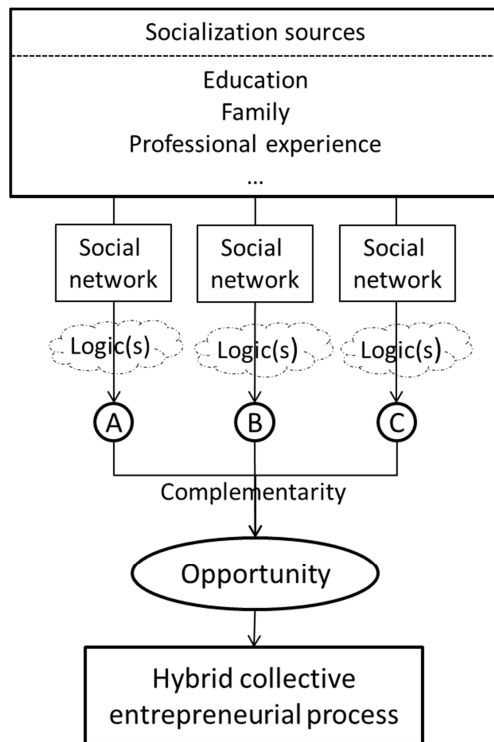 Socialization sources
Education
Family
Professional experience
...
Social network
Social network
Social network
Logic(s)
Logic(s)
Logic(s)
A
B
C
Complementarity
Opportunity
Hybrid collective
entrepreneurial process